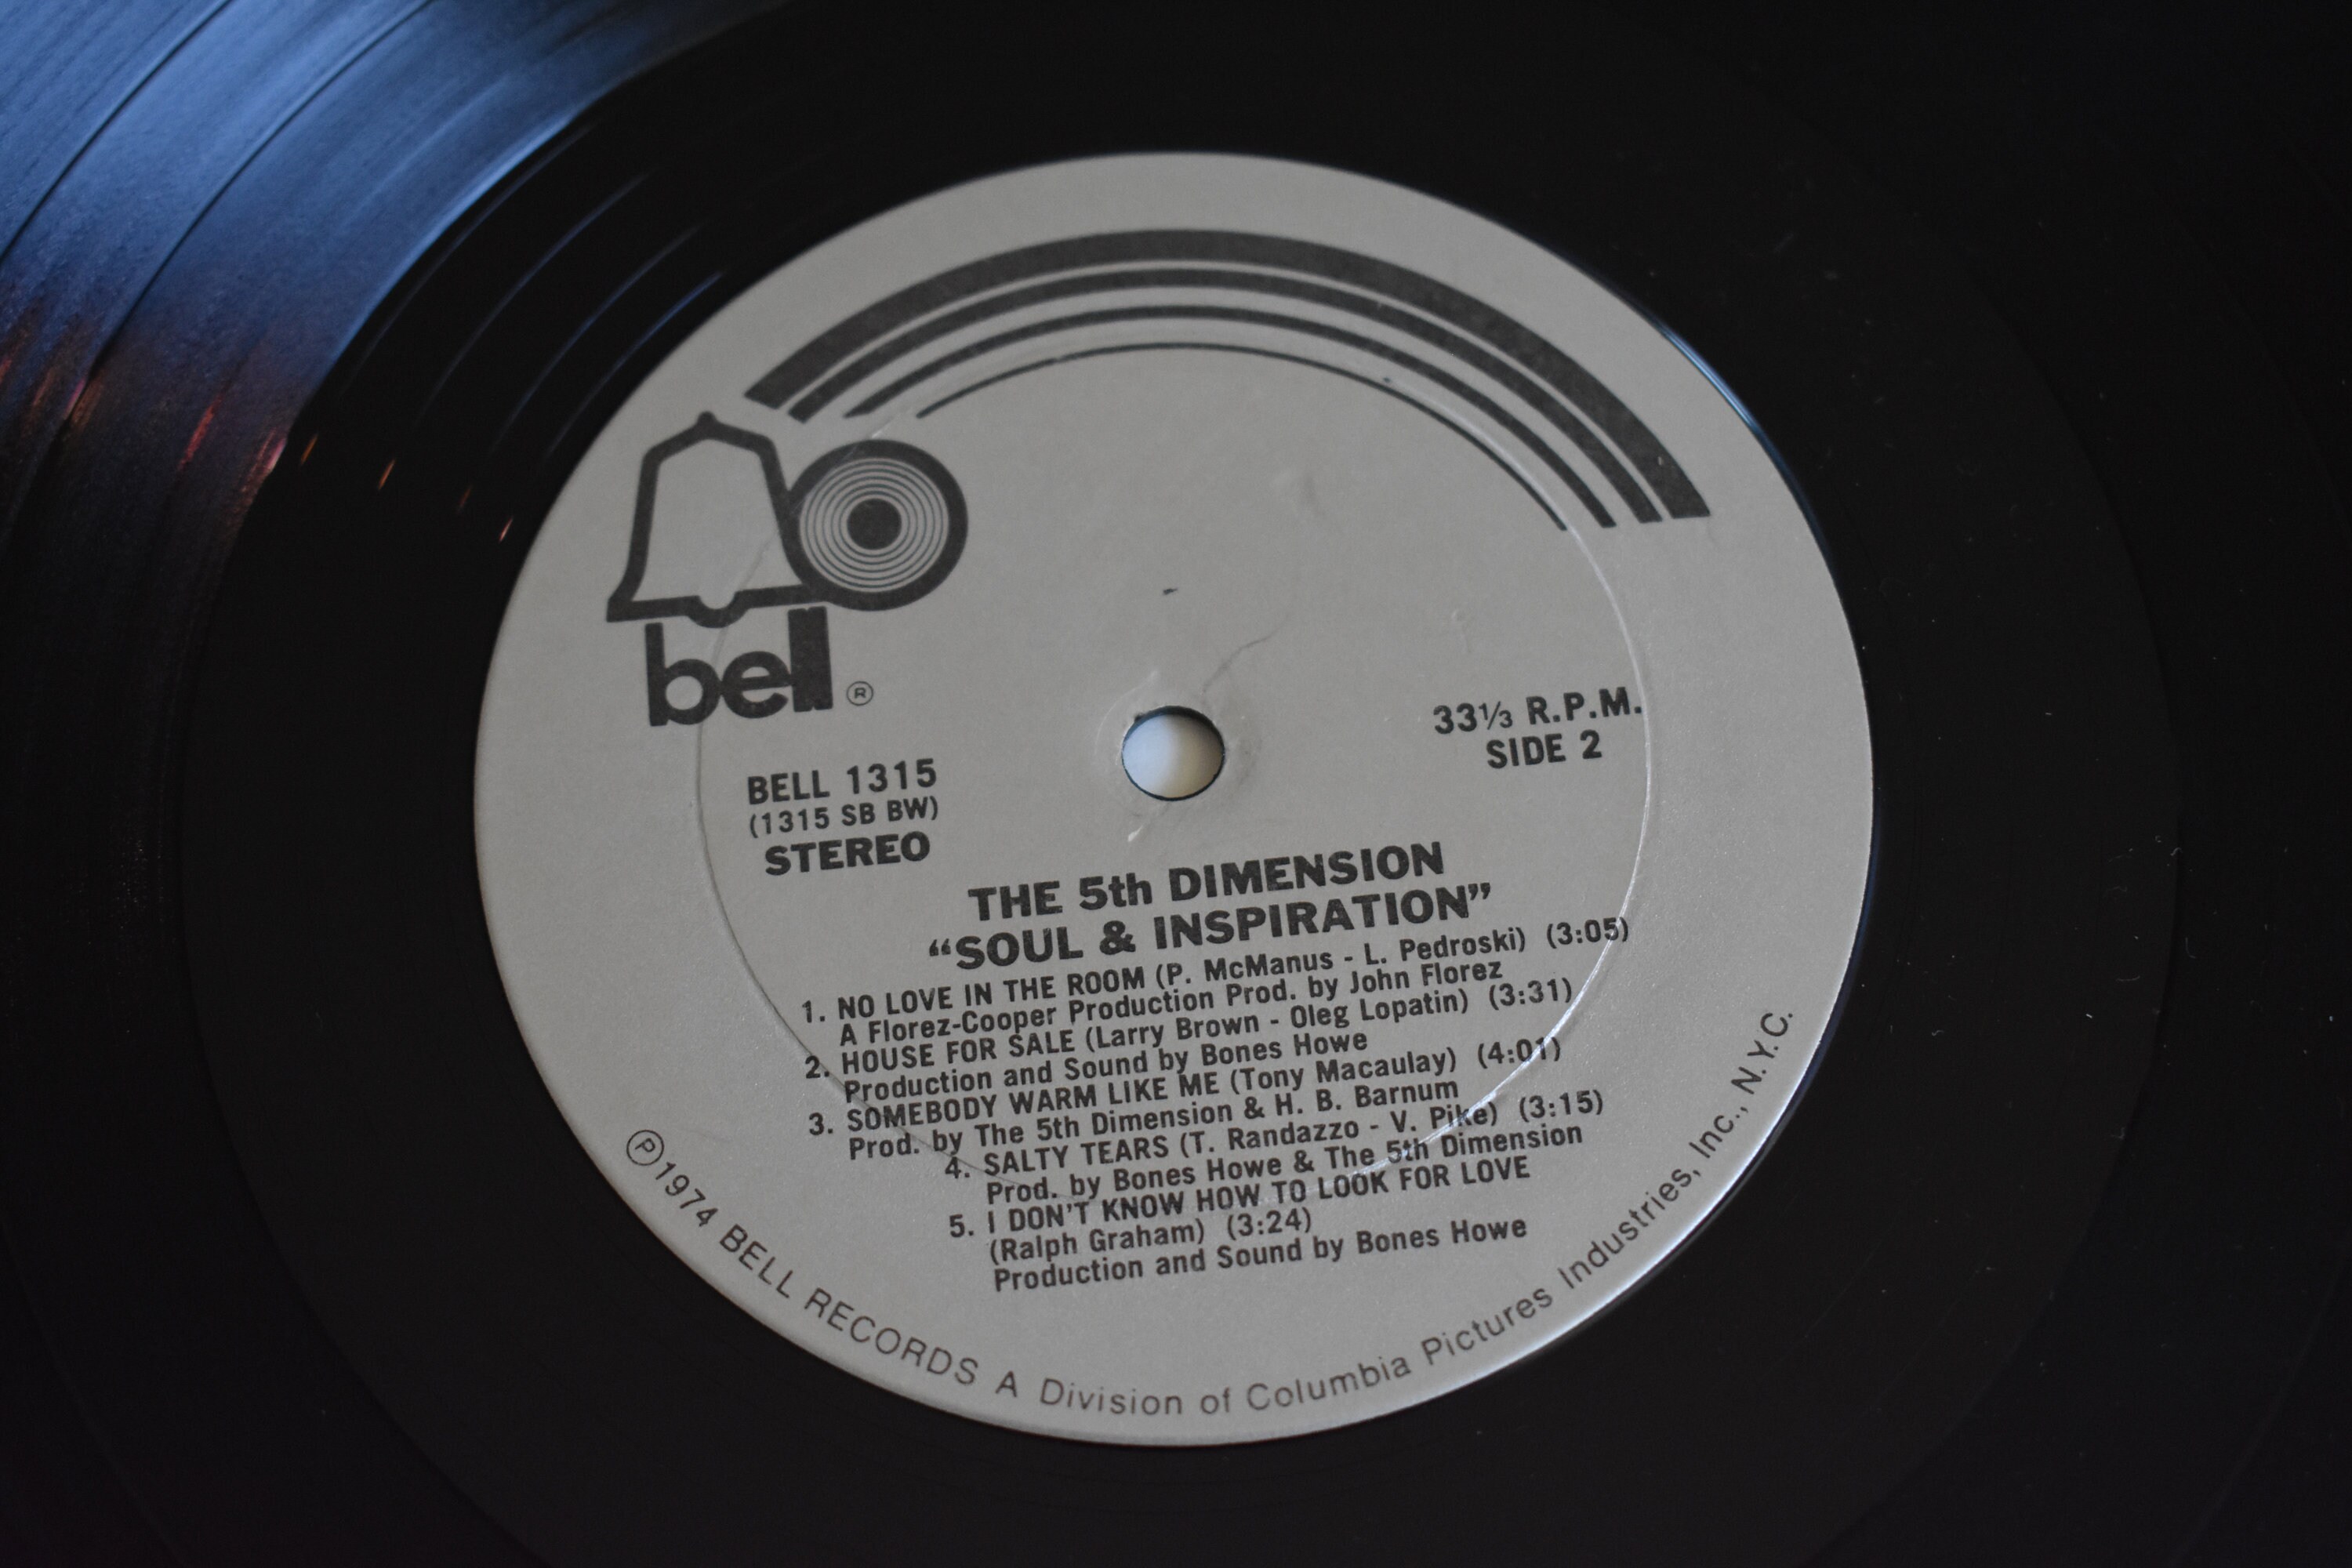 bell®
BELL 1315
(1315 SB BW)
STEREO
33⅓ R.P.M.
SIDE 2
THE 5th DIMENSION
“SOUL & INSPIRATION”
1. NO LOVE IN THE ROOM (P. McManus - L. Pedroski) (3:05)
A Florez-Cooper Production Prod. by John Florez
2. HOUSE FOR SALE (Larry Brown - Oleg Lopatin) (3:31)
Production and Sound by Bones Howe
3. SOMEBODY WARM LIKE ME (Tony Macaulay) (4:01)
Prod. by The 5th Dimension & H. B. Barnum
4. SALTY TEARS (T. Randazzo - V. Pike) (3:15)
Prod. by Bones Howe & The 5th Dimension
5. I DON'T KNOW HOW TO LOOK FOR LOVE
(Ralph Graham) (3:24)
Production and Sound by Bones Howe
℗1974 BELL RECORDS A Division of Columbia Pictures Industries, Inc., N.Y.C.